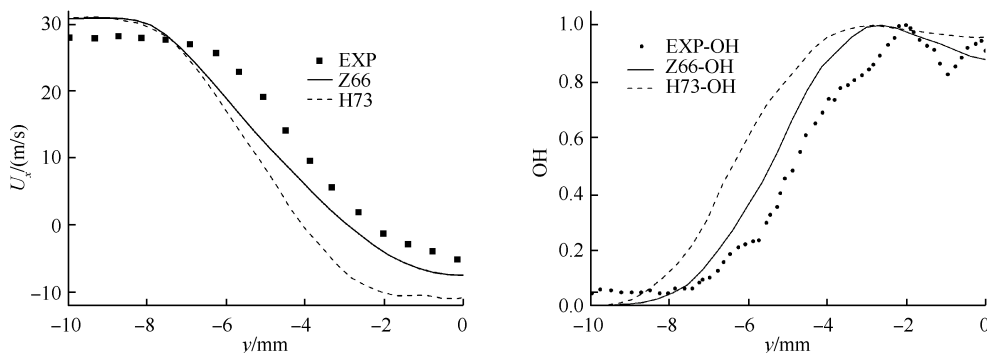 30
20
10
0
−10
U_x/(m/s)
EXP
Z66
H73
−10 −8 −6 −4 −2 0
y/mm
1.0
0.8
0.6
0.4
0.2
0.0
OH
EXP-OH
Z66-OH
H73-OH
−10 −8 −6 −4 −2 0
y/mm